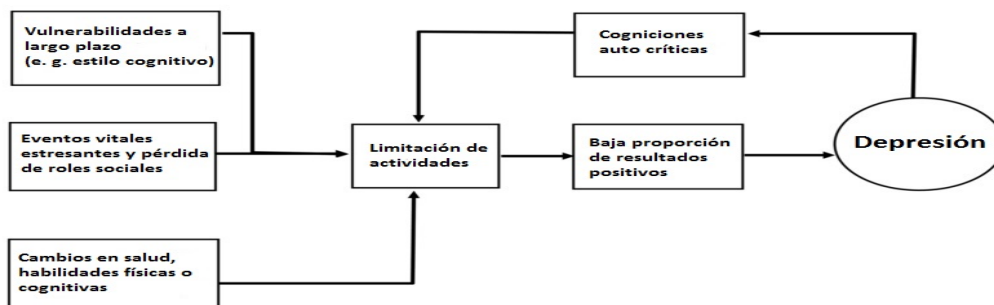 Vulnerabilidades a
largo plazo
(e. g. estilo cognitivo)
Cogniciones
auto críticas
Eventos vitales
estresantes y pérdida
de roles sociales
Limitación de
actividades
Baja proporción
de resultados
positivos
Depresión
Cambios en salud,
habilidades físicas o
cognitivas